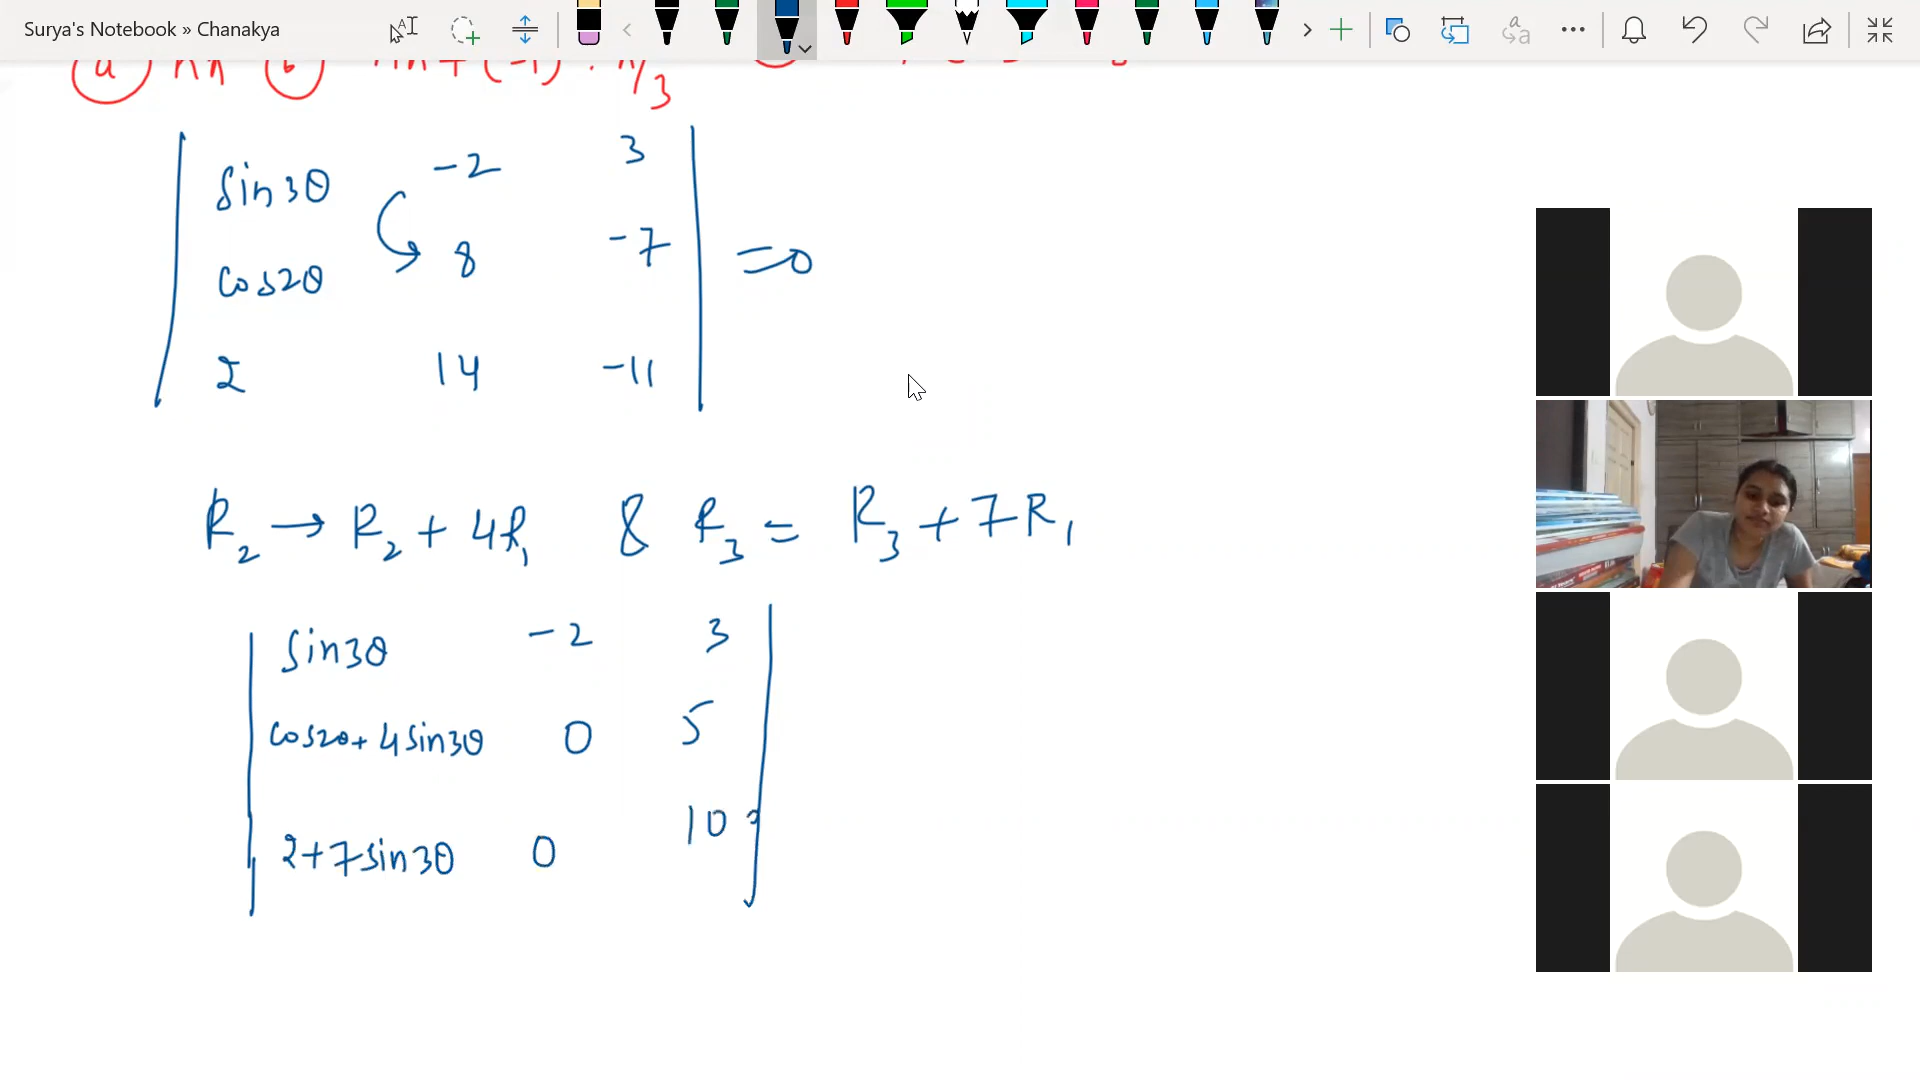 Surya's Notebook » Chanakya
sin3θ -2 3
cos2θ 8 -7 =0
2 14 -11
R₂ → R₂ + 4R₁ & R₃ = R₃ + 7R₁
sin3θ -2 3
cos2θ + 4sin3θ 0 5
2+7sin3θ 0 10